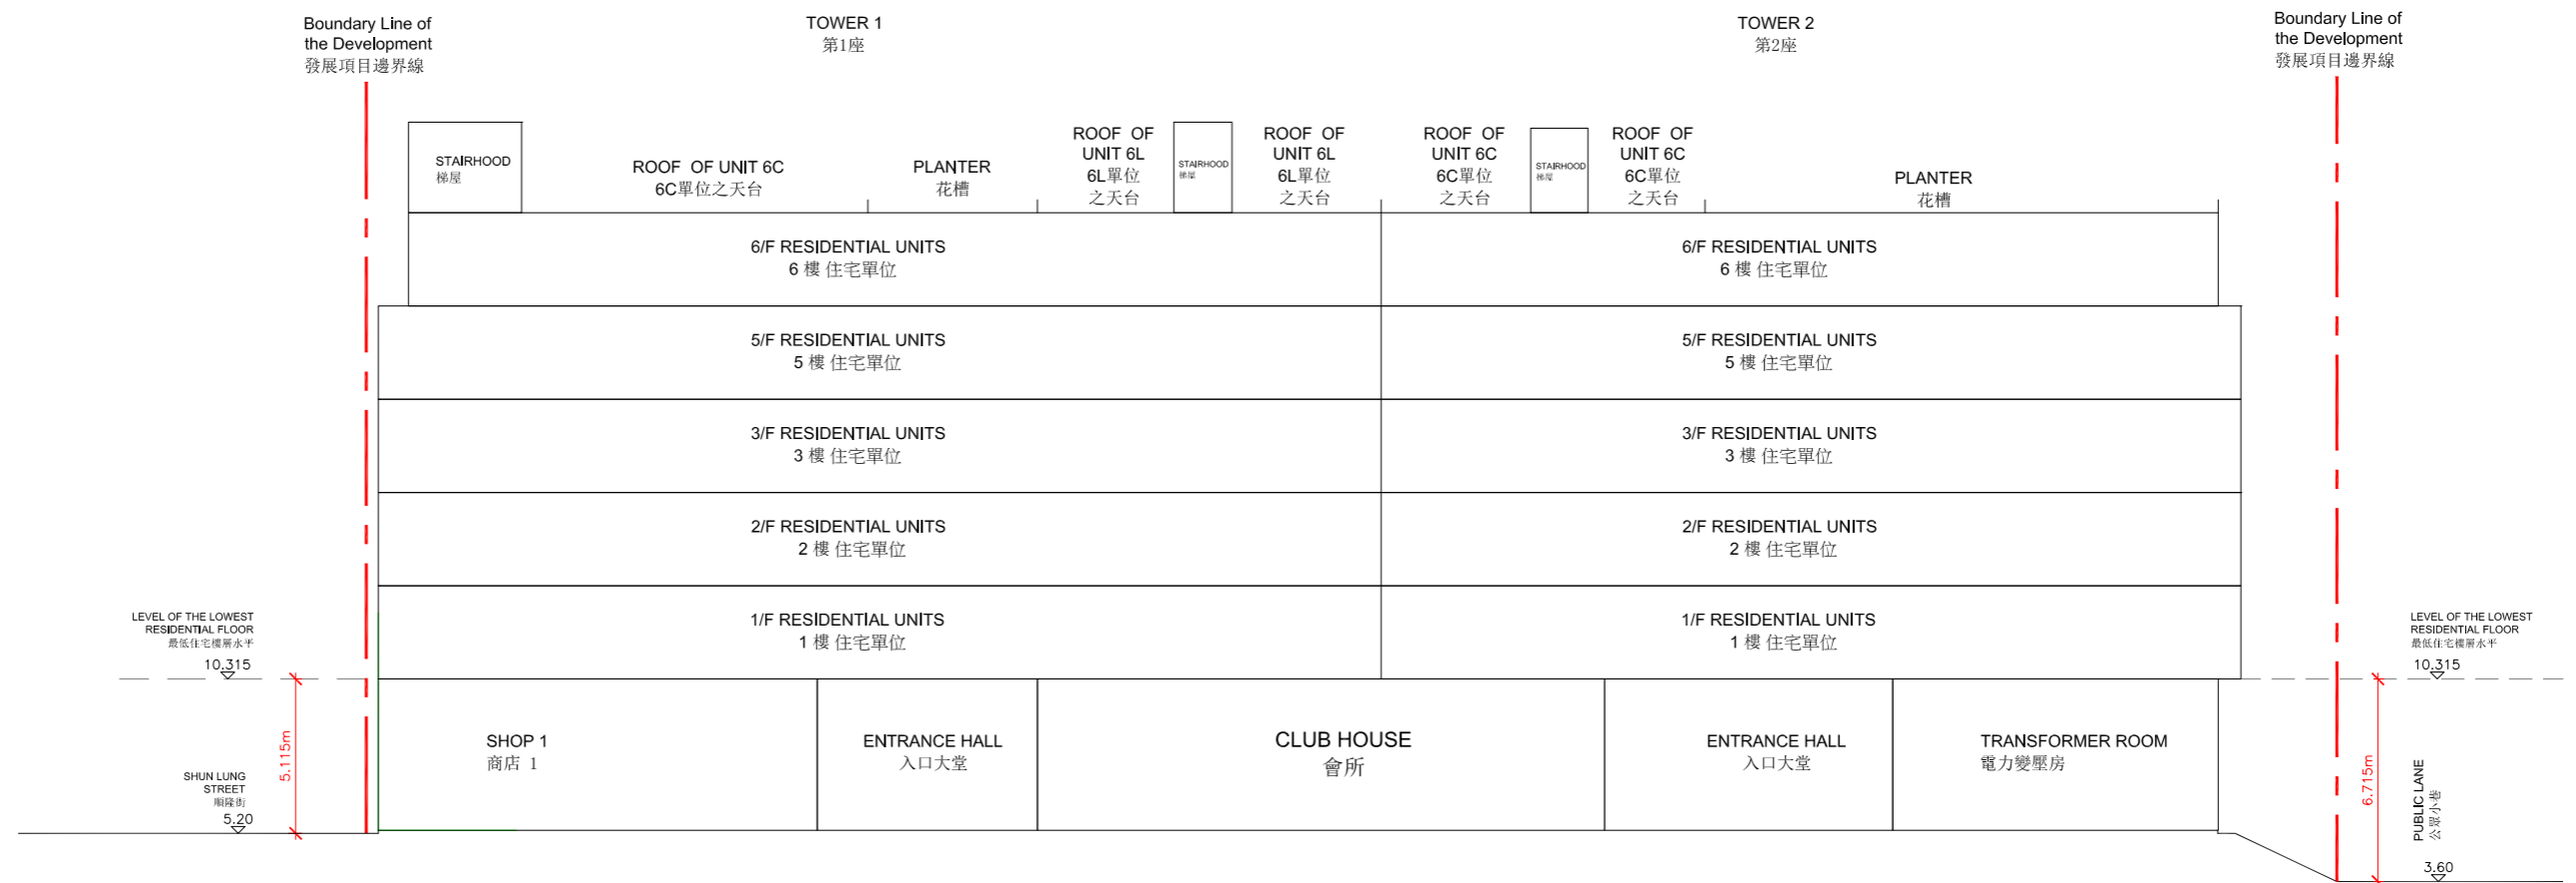 Boundary Line of
the Development
發展項目邊界線
TOWER 1
第1座
TOWER 2
第2座
Boundary Line of
the Development
發展項目邊界線
STAIRHOOD
梯屋
ROOF OF UNIT 6C
6C單位之天台
PLANTER
花槽
ROOF OF
UNIT 6L
6L單位
之天台
STAIRHOOD
梯屋
ROOF OF
UNIT 6L
6L單位
之天台
ROOF OF
UNIT 6C
6C單位
之天台
STAIRHOOD
梯屋
ROOF OF
UNIT 6C
6C單位
之天台
PLANTER
花槽
6/F RESIDENTIAL UNITS
6 樓 住宅單位
6/F RESIDENTIAL UNITS
6 樓 住宅單位
5/F RESIDENTIAL UNITS
5 樓 住宅單位
5/F RESIDENTIAL UNITS
5 樓 住宅單位
3/F RESIDENTIAL UNITS
3 樓 住宅單位
3/F RESIDENTIAL UNITS
3 樓 住宅單位
2/F RESIDENTIAL UNITS
2 樓 住宅單位
2/F RESIDENTIAL UNITS
2 樓 住宅單位
1/F RESIDENTIAL UNITS
1 樓 住宅單位
1/F RESIDENTIAL UNITS
1 樓 住宅單位
LEVEL OF THE LOWEST
RESIDENTIAL FLOOR
最低住宅樓層水平
10.315
LEVEL OF THE LOWEST
RESIDENTIAL FLOOR
最低住宅樓層水平
10.315
5.115m
SHUN LUNG
STREET
順隆街
5.20
SHOP 1
商店 1
ENTRANCE HALL
入口大堂
CLUB HOUSE
會所
ENTRANCE HALL
入口大堂
TRANSFORMER ROOM
電力變壓房
6.715m
PUBLIC LANE
公眾小巷
3.60